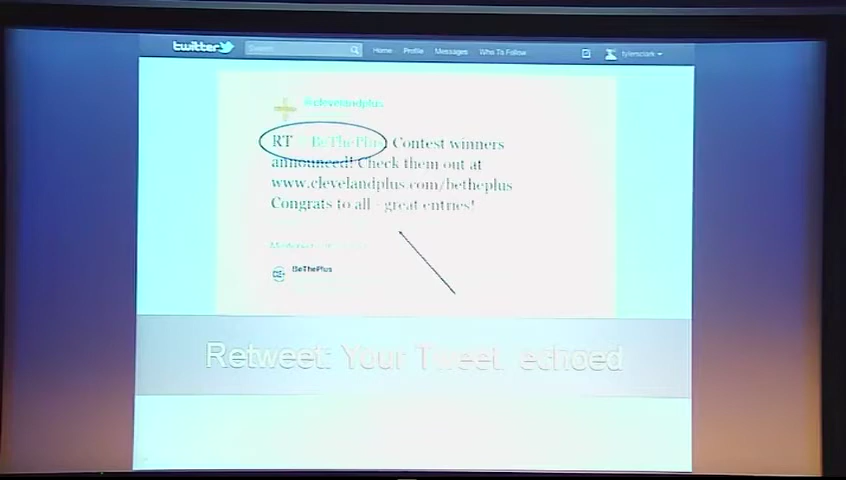 twitter
Search
Home Profile Messages Who To Follow
@clevelandplus
RT @BeThePlus: Contest winners
announced! Check them out at
www.clevelandplus.com/betheplus
Congrats to all - great entries!
BeThePlus
Retweet: Your Tweet, echoed